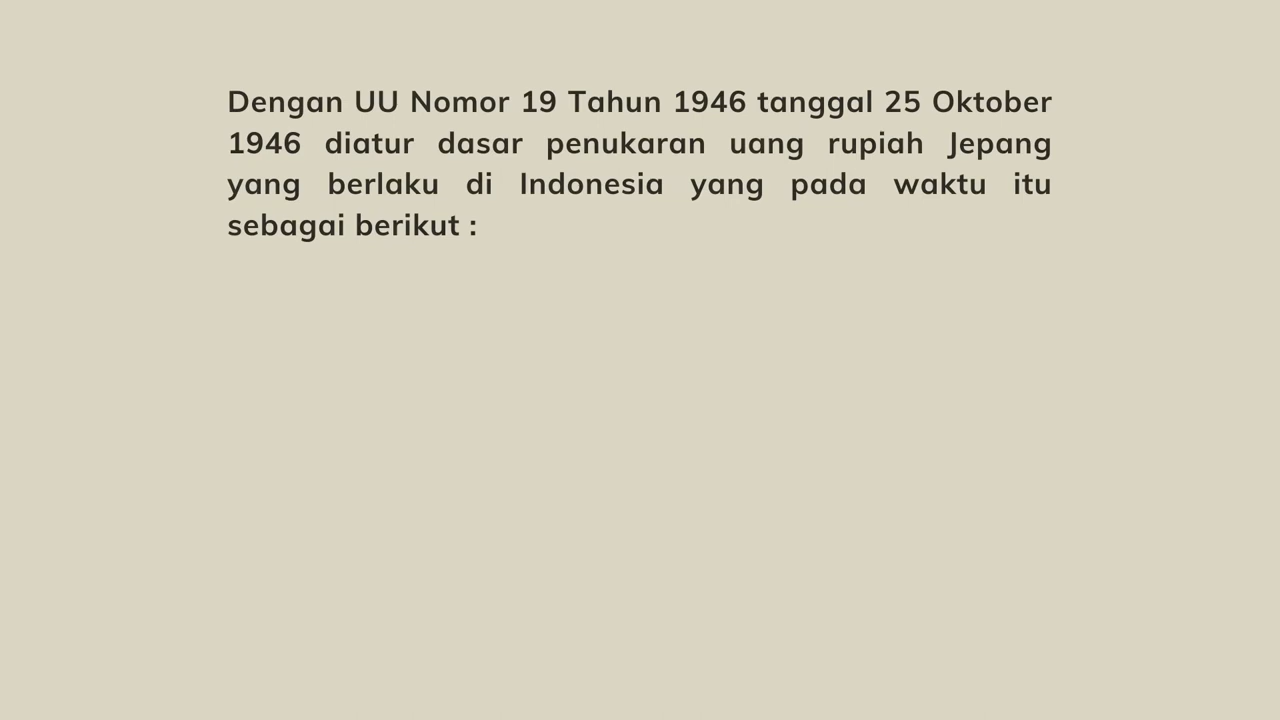 Dengan UU Nomor 19 Tahun 1946 tanggal 25 Oktober
1946 diatur dasar penukaran uang rupiah Jepang
yang berlaku di Indonesia yang pada waktu itu
sebagai berikut :